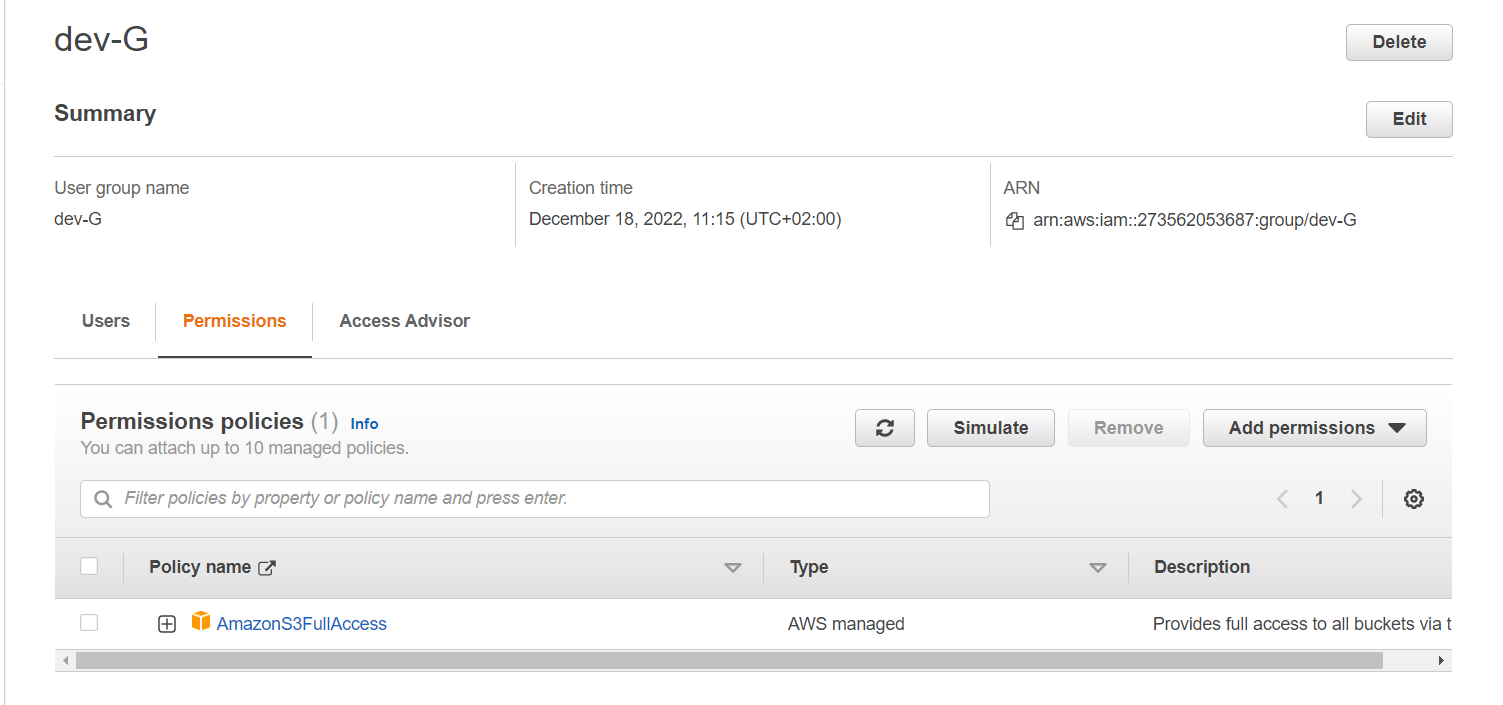 dev-G
Delete
Summary
Edit
User group name
Creation time
ARN
dev-G
December 18, 2022, 11:15 (UTC+02:00)
arn:aws:iam::273562053687:group/dev-G
Users
Permissions
Access Advisor
Permissions policies (1) Info
You can attach up to 10 managed policies.
Simulate
Remove
Add permissions
Filter policies by property or policy name and press enter.
1
Policy name
Type
Description
AmazonS3FullAccess
AWS managed
Provides full access to all buckets via t